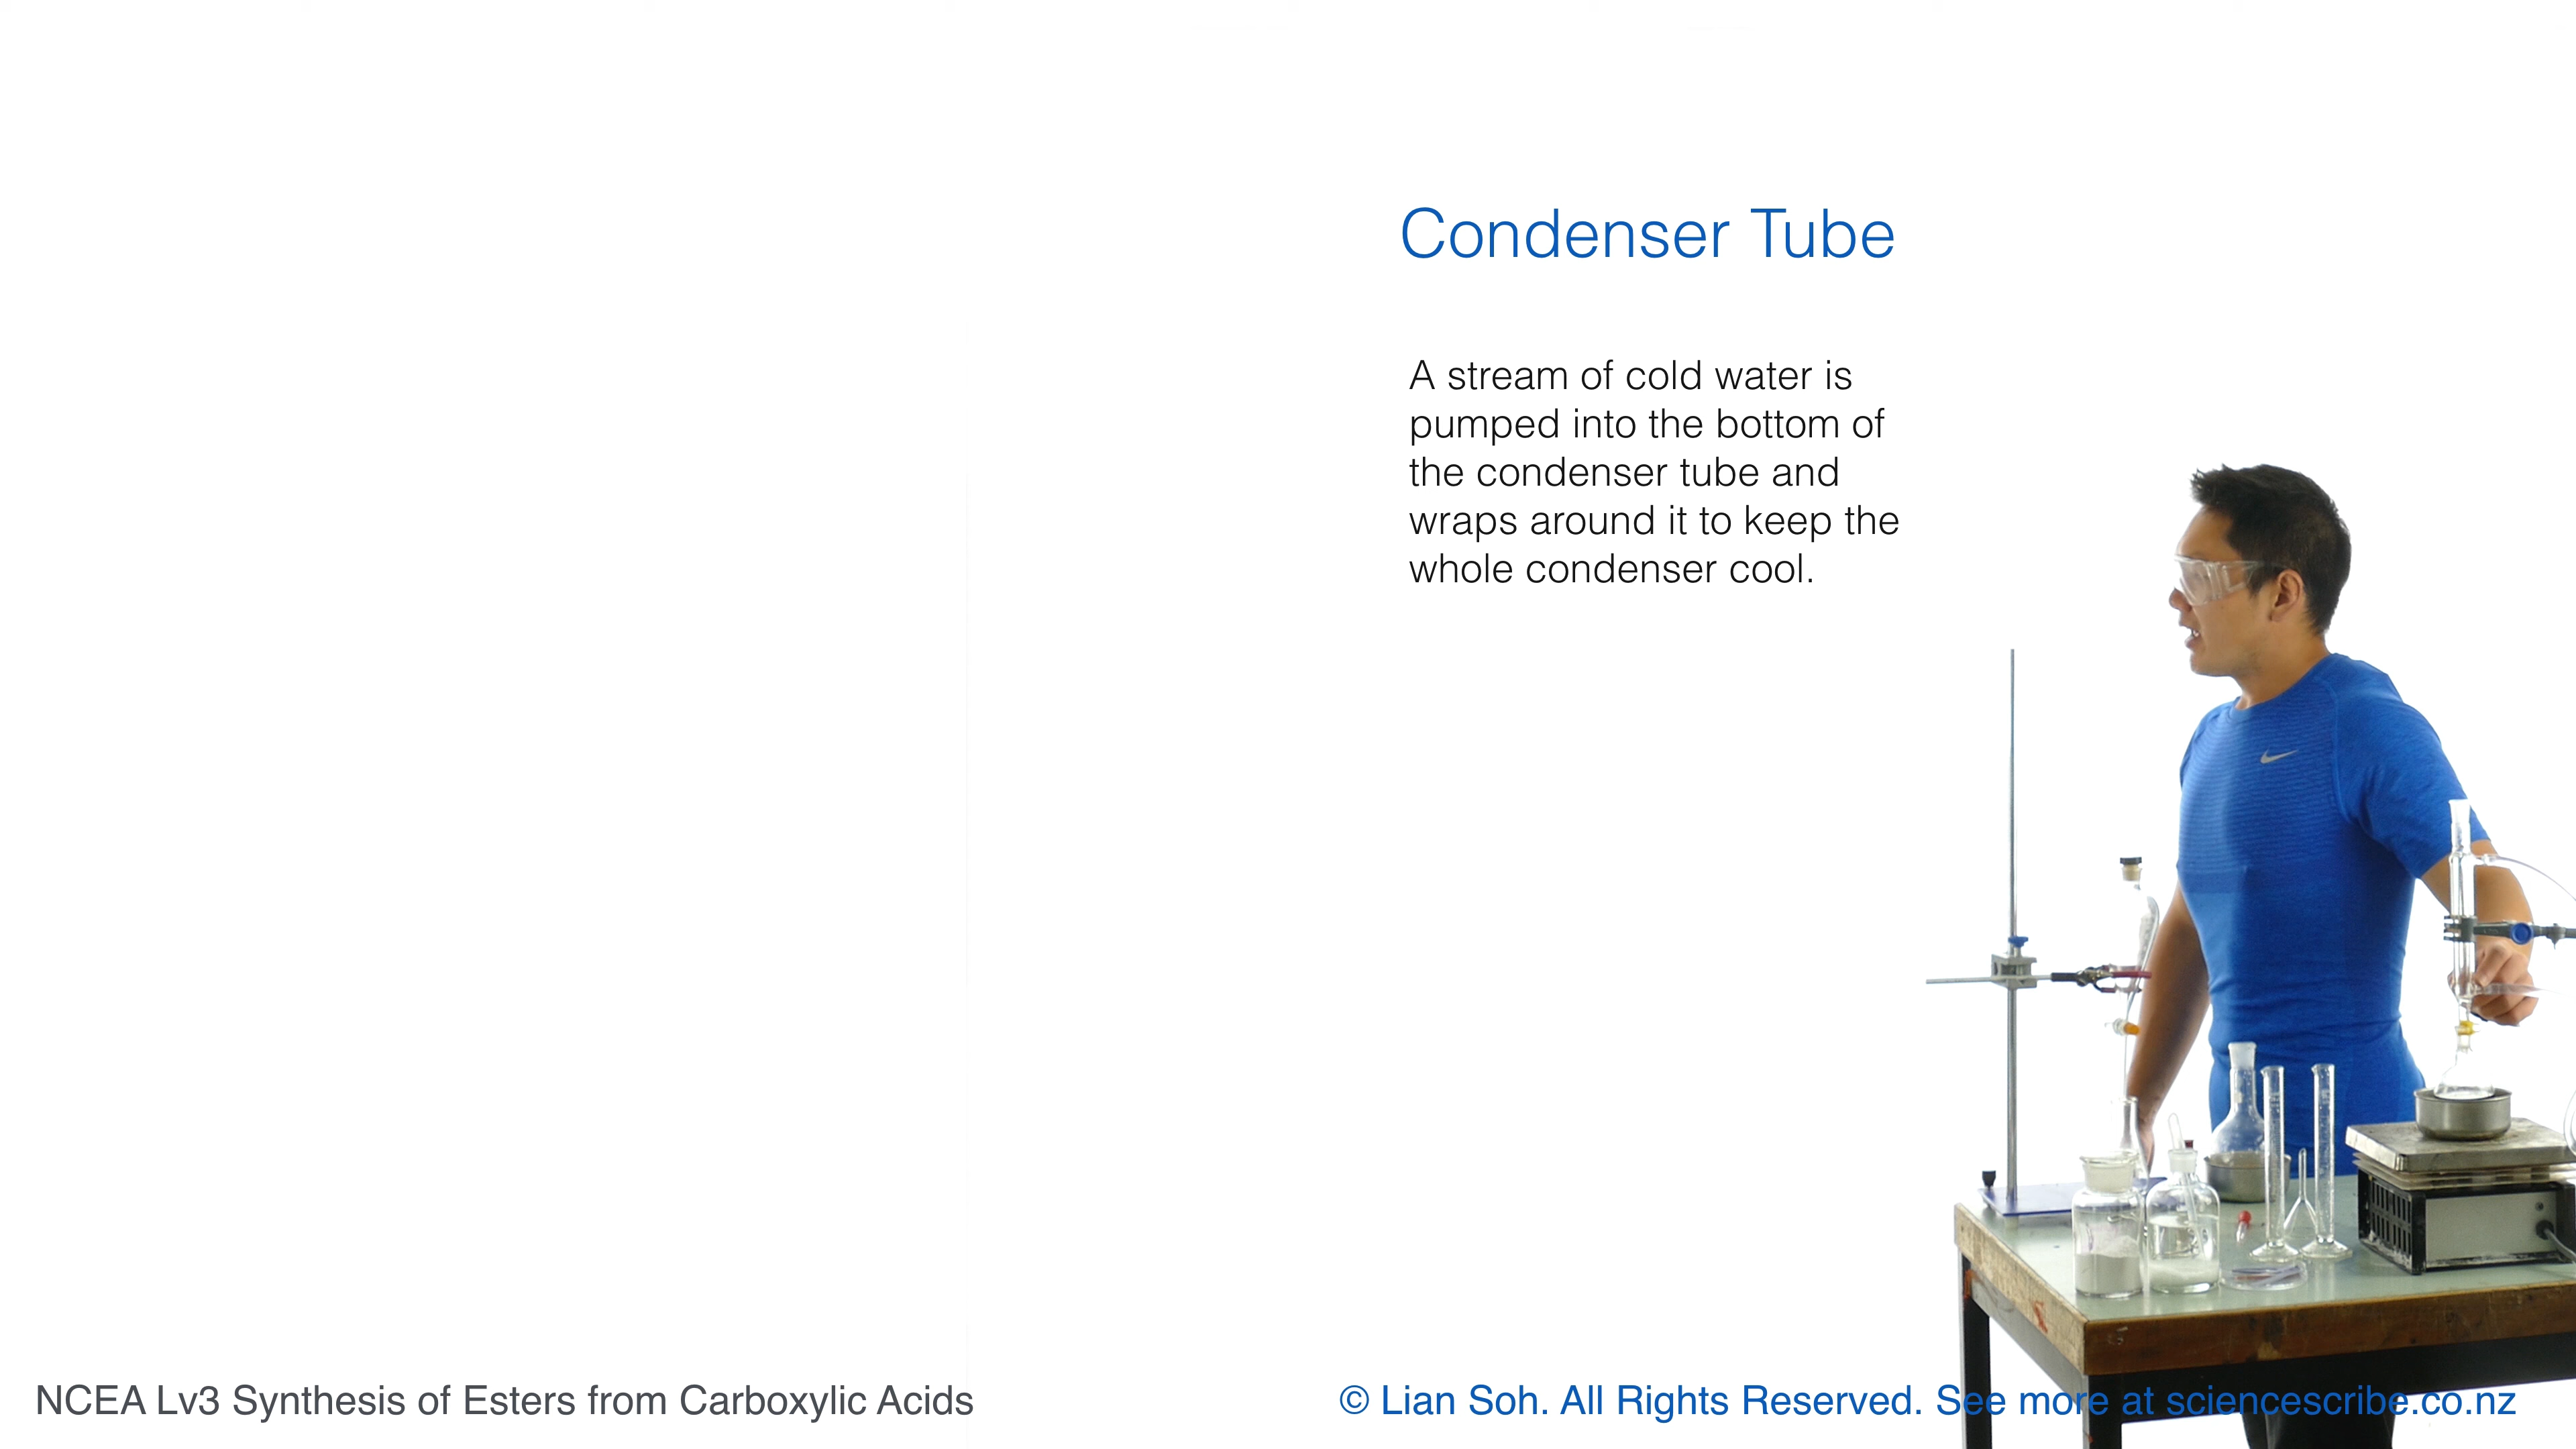 Condenser Tube
A stream of cold water is
pumped into the bottom of
the condenser tube and
wraps around it to keep the
whole condenser cool.
NCEA Lv3 Synthesis of Esters from Carboxylic Acids
© Lian Soh. All Rights Reserved. See more at sciencescribe.co.nz